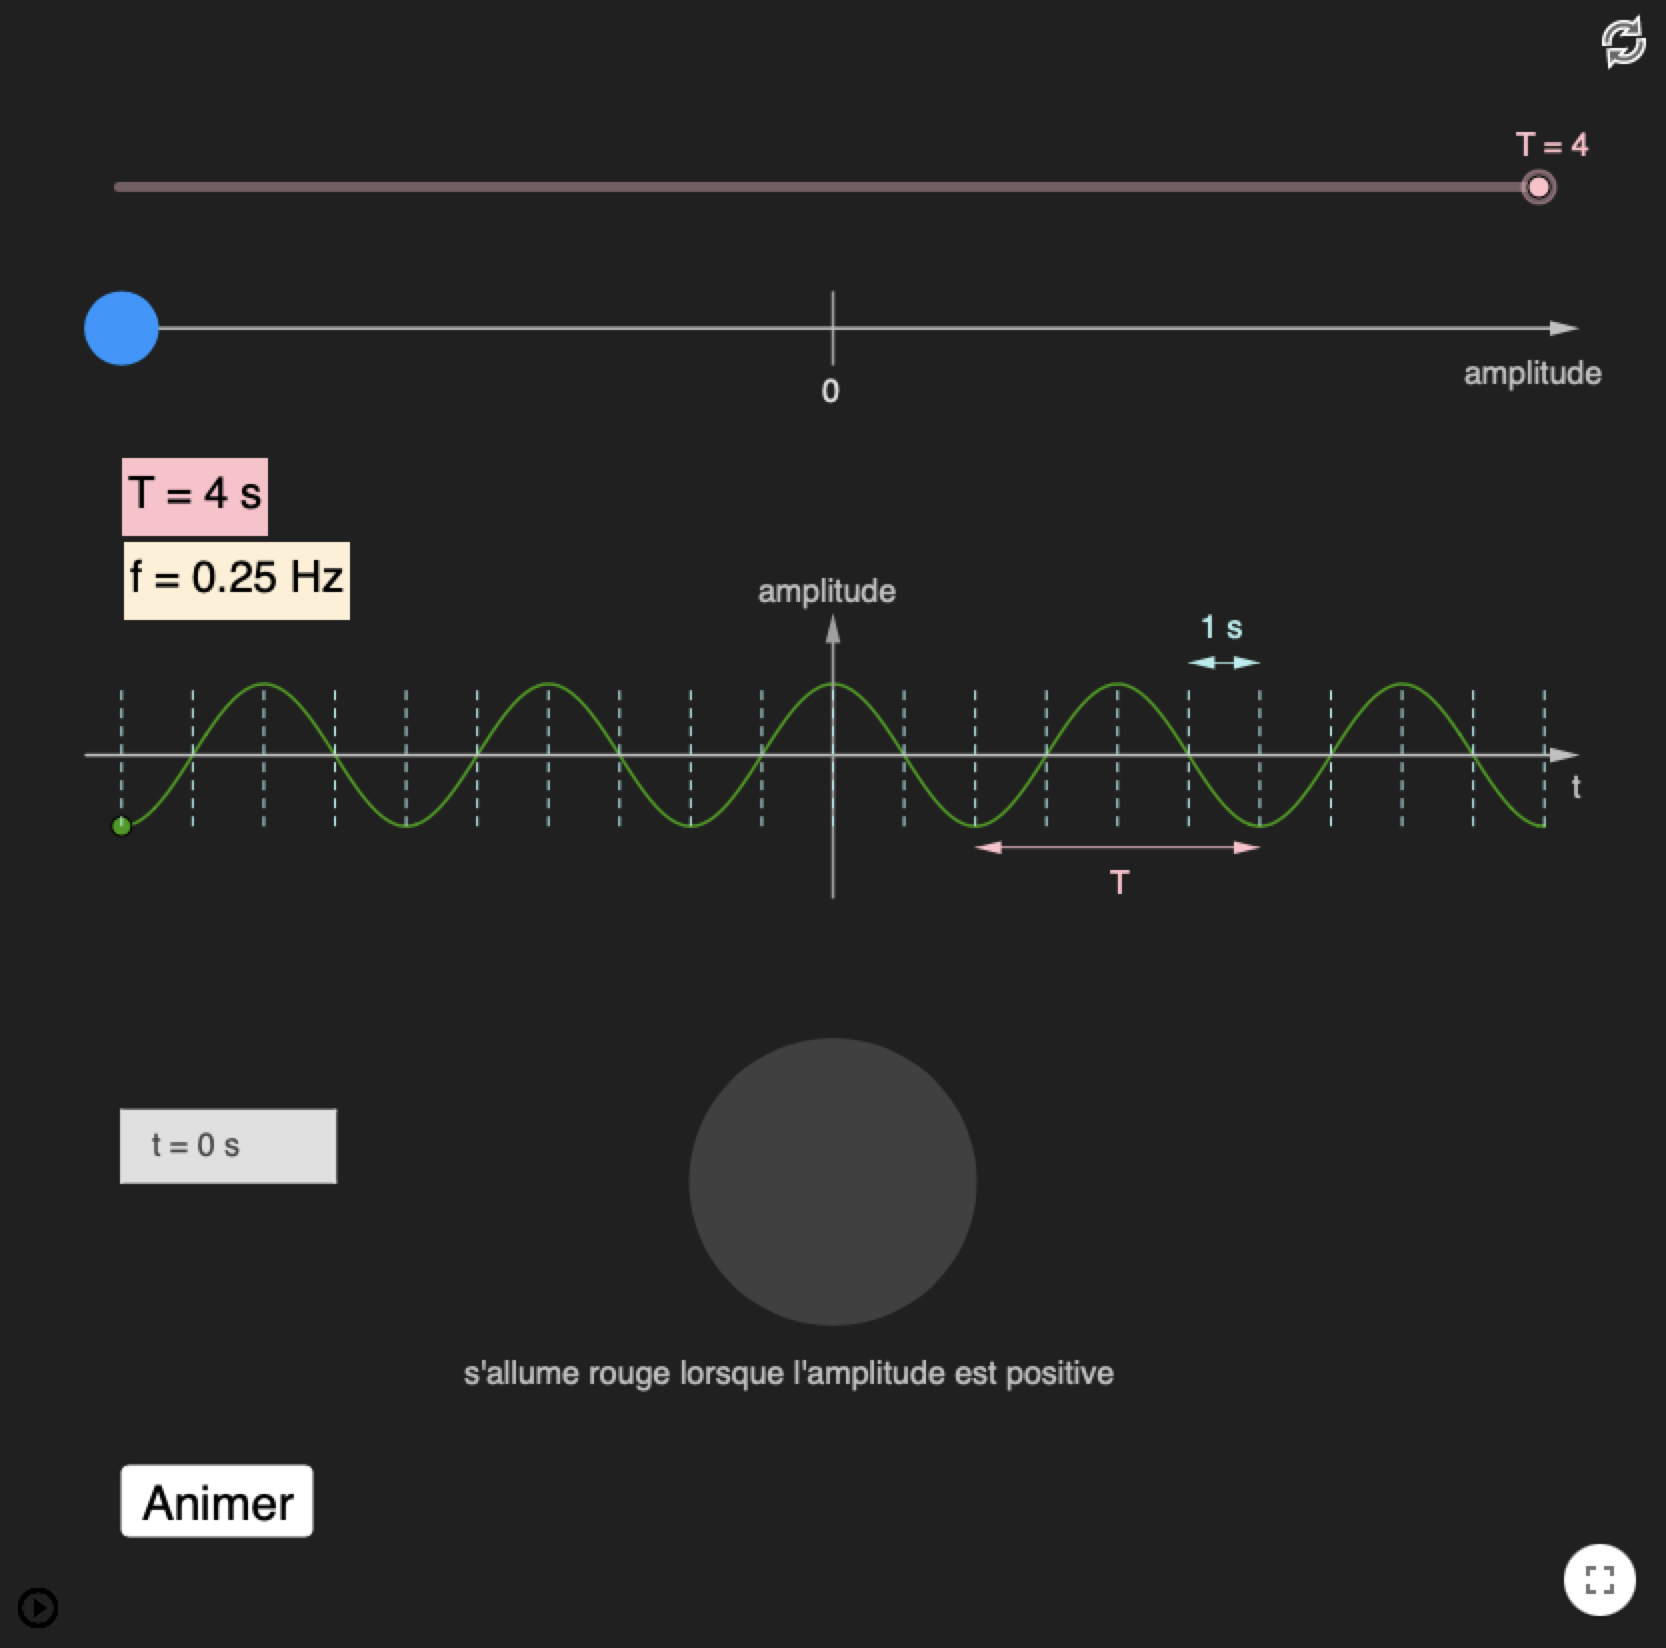 T = 4
0
amplitude
T = 4 s
f = 0.25 Hz
amplitude
1 s
t
T
t = 0 s
s'allume rouge lorsque l'amplitude est positive
Animer